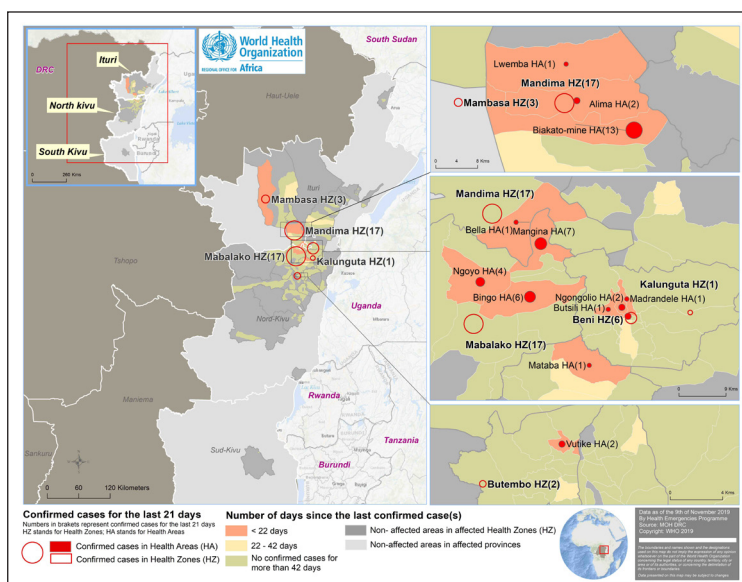 DRC
Ituri
North kivu
South Kivu
0 260 Kms
World Health
Organization
REGIONAL OFFICE FOR Africa
South Sudan
Haut-Uele
Ituri
Mambasa HZ(3)
Mandima HZ(17)
Mabalako HZ(17)
Kalunguta HZ(1)
Tshopo
Uganda
Nord-Kivu
Rwanda
Maniema
Tanzania
Sankuru
Sud-Kivu
Burundi
0 60 120 Kilometers
Lwemba HA(1)
Mandima HZ(17)
Mambasa HZ(3)
Alima HA(2)
Biakato-mine HA(13)
0 4 8 Kms
Mandima HZ(17)
Bella HA(1)
Mangina HA(7)
Ngoyo HA(4)
Kalunguta HZ(1)
Bingo HA(6)
Ngongolio HA(2)
Madrandele HA(1)
Butsili HA(1)
Beni HZ(6)
Mabalako HZ(17)
Mataba HA(1)
Vutike HA(2)
Butembo HZ(2)
0 4 Kms
Confirmed cases for the last 21 days
Numbers in brakets represent confirmed cases for the last 21 days
HZ stands for Health Zones; HA stands for Health Areas
Confirmed cases in Health Areas (HA)
Confirmed cases in Health Zones (HZ)
Number of days since the last confirmed case(s)
< 22 days
22 - 42 days
No confirmed cases for
more than 42 days
Non- affected areas in affected Health Zones (HZ)
Non-affected areas in affected provinces
Data as of the 9th of November 2019
By Health Emergencies Programme
Source: MOH DRC
Copyright: WHO 2019